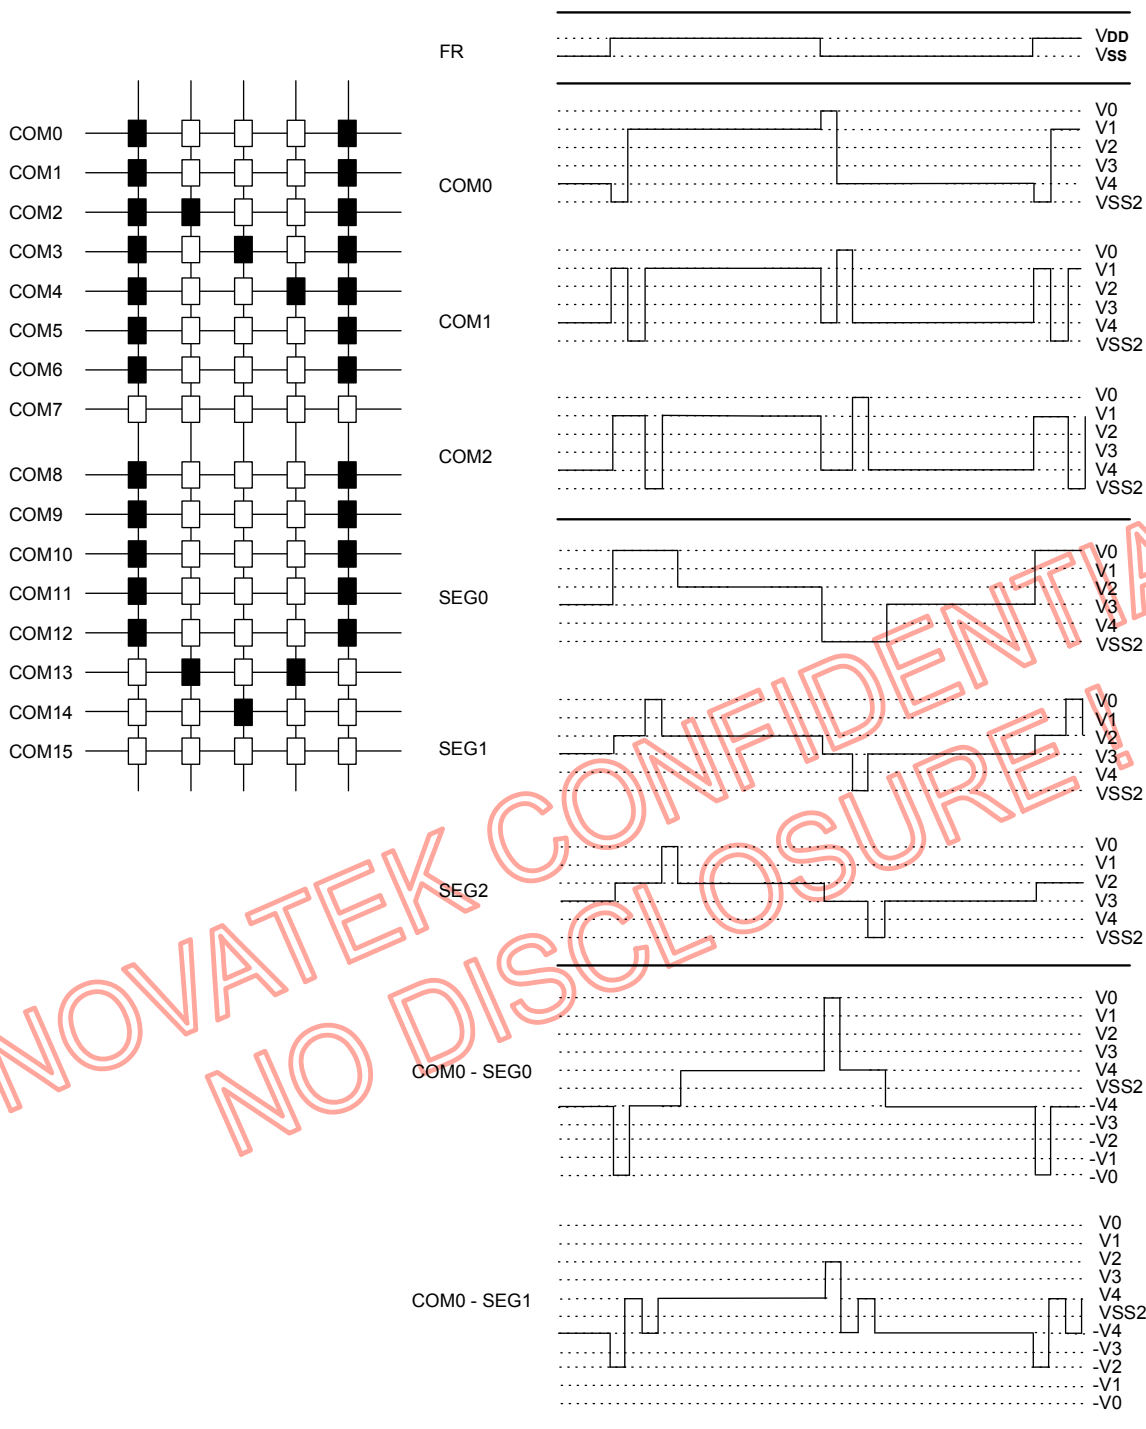 FR
VDD
VSS
COM0
COM1
COM2
COM3
COM4
COM5
COM6
COM7
COM8
COM9
COM10
COM11
COM12
COM13
COM14
COM15
COM0
V0
V1
V2
V3
V4
VSS2
COM1
V0
V1
V2
V3
V4
VSS2
COM2
V0
V1
V2
V3
V4
VSS2
SEG0
V0
V1
V2
V3
V4
VSS2
SEG1
V0
V1
V2
V3
V4
VSS2
SEG2
V0
V1
V2
V3
V4
VSS2
COM0 - SEG0
V0
V1
V2
V3
V4
VSS2
-V4
-V3
-V2
-V1
-V0
COM0 - SEG1
V0
V1
V2
V3
V4
VSS2
-V4
-V3
-V2
-V1
-V0
NOVATEK CONFIDENTIA
NO DISCLOSURE !